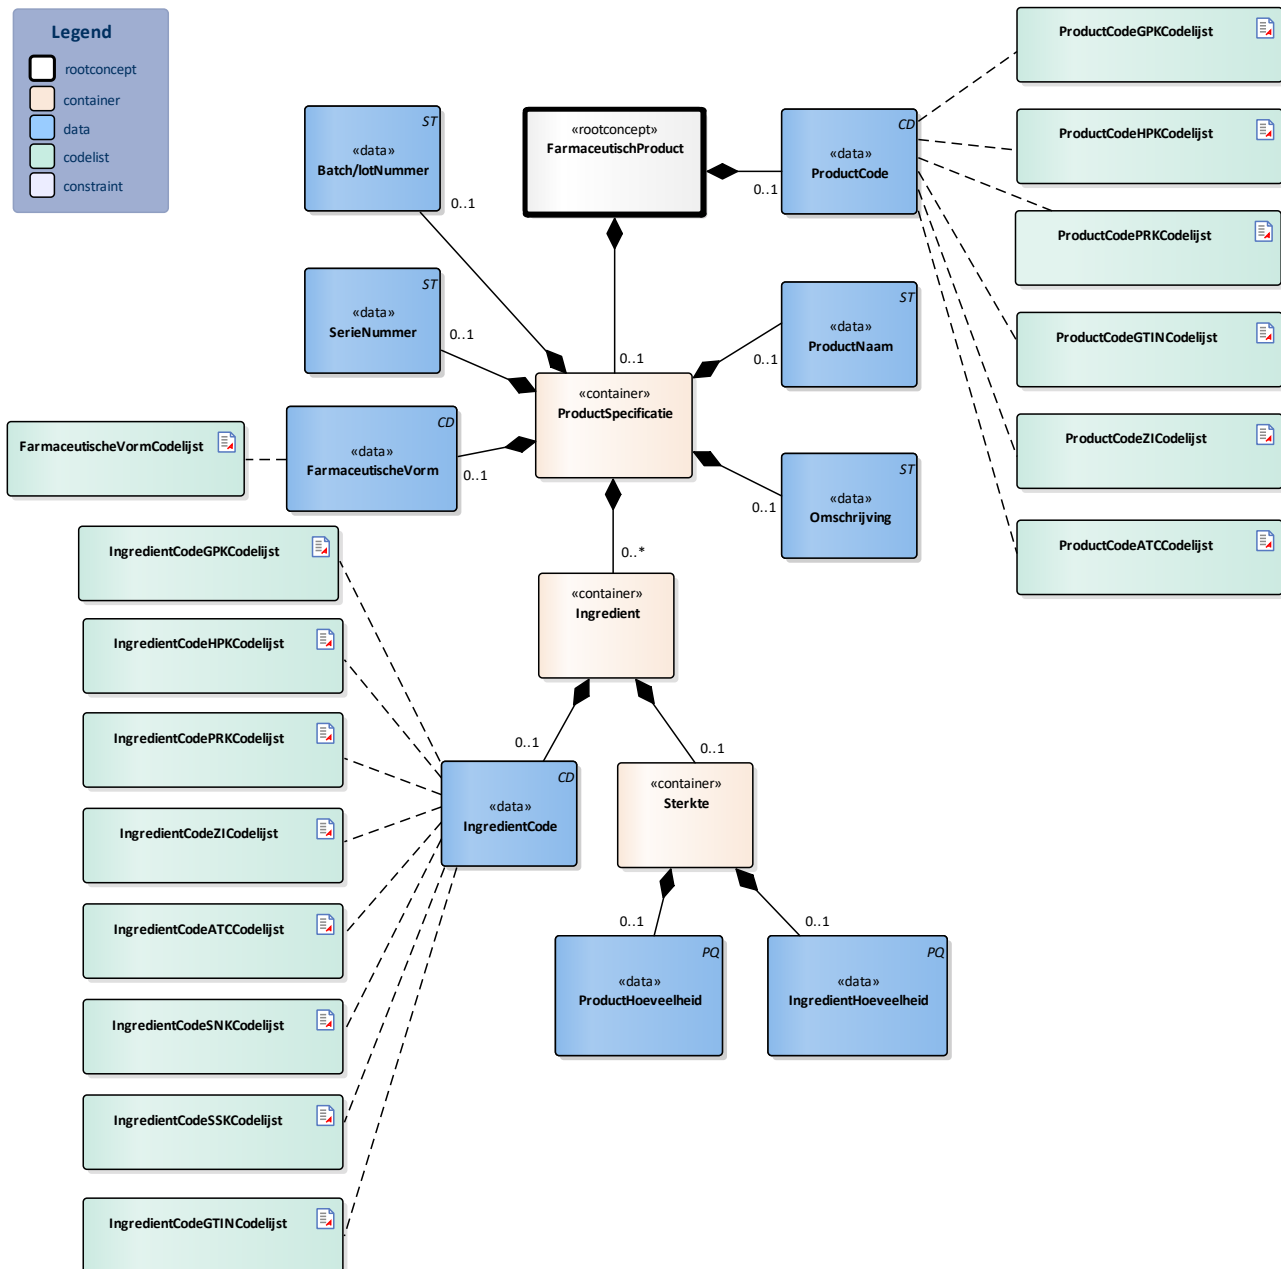 Legend
rootconcept
container
data
codelist
constraint
ST
«data»
Batch/lotNummer
0..1
«rootconcept»
FarmaceutischProduct
CD
«data»
ProductCode
0..1
ProductCodeGPKCodelijst
ProductCodeHPKCodelijst
ProductCodePRKCodelijst
ProductCodeGTINCodelijst
ProductCodeZICodelijst
ProductCodeATCCodelijst
ST
«data»
SerieNummer
0..1
0..1
ST
«data»
ProductNaam
0..1
«container»
ProductSpecificatie
FarmaceutischeVormCodelijst
CD
«data»
FarmaceutischeVorm
0..1
ST
«data»
Omschrijving
0..1
0..*
«container»
Ingredient
IngredientCodeGPKCodelijst
IngredientCodeHPKCodelijst
IngredientCodePRKCodelijst
IngredientCodeZICodelijst
IngredientCodeATCCodelijst
IngredientCodeSNKCodelijst
IngredientCodeSSKCodelijst
IngredientCodeGTINCodelijst
0..1
CD
«data»
IngredientCode
0..1
«container»
Sterkte
0..1
PQ
«data»
ProductHoeveelheid
0..1
PQ
«data»
IngredientHoeveelheid